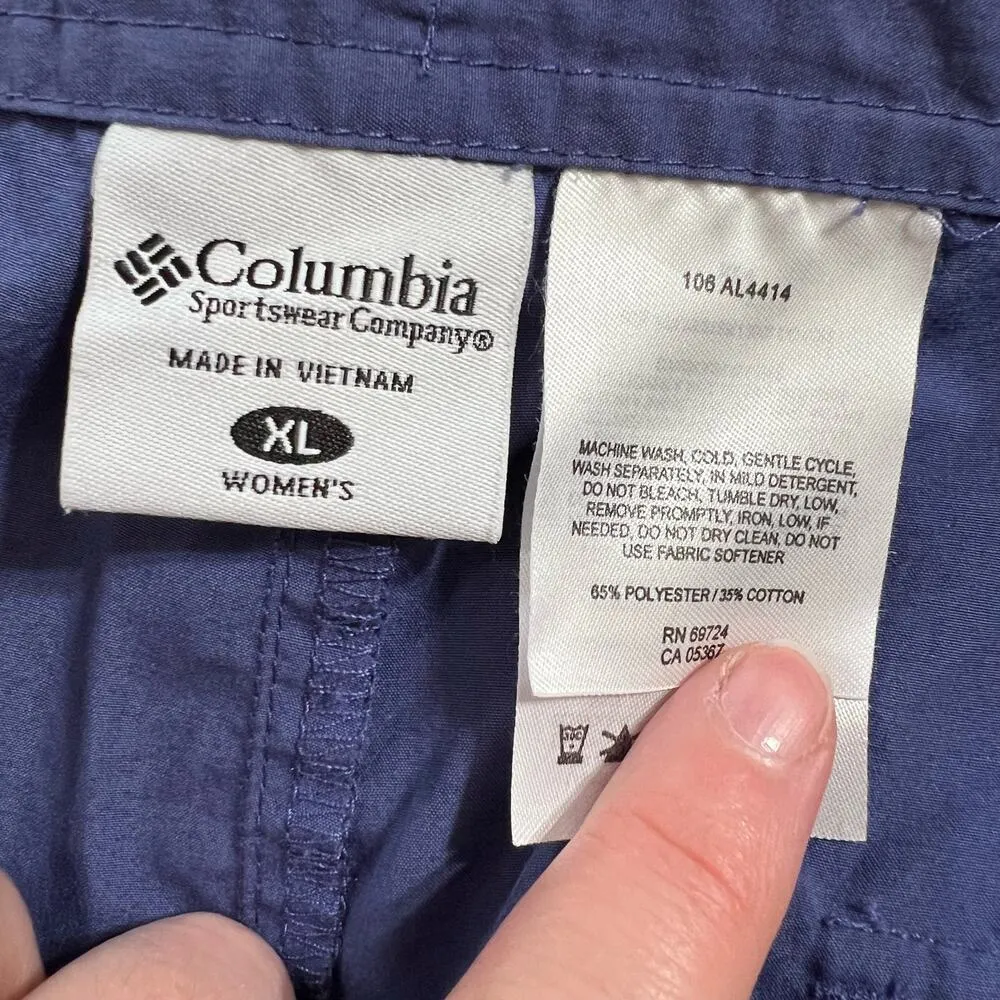 Columbia
Sportswear Company®
MADE IN VIETNAM
XL
WOMEN'S
106 AL4414
MACHINE WASH, COLD, GENTLE CYCLE,
WASH SEPARATELY, IN MILD DETERGENT,
DO NOT BLEACH, TUMBLE DRY, LOW,
REMOVE PROMPTLY, IRON, LOW, IF
NEEDED, DO NOT DRY CLEAN, DO NOT
USE FABRIC SOFTENER
65% POLYESTER / 35% COTTON
RN 69724
CA 05367